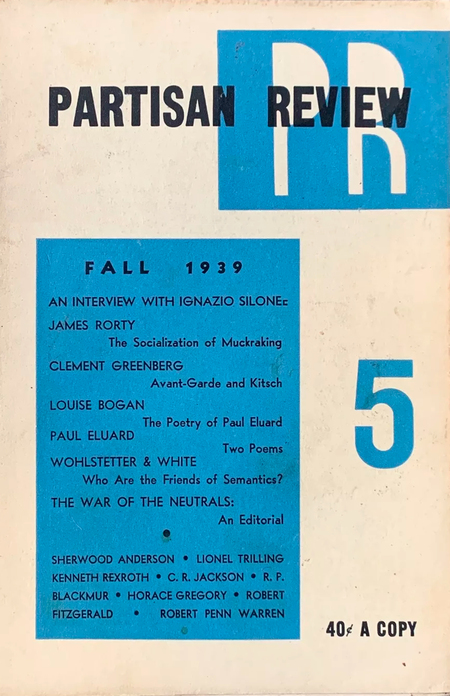 PR
PARTISAN REVIEW
FALL 1939
AN INTERVIEW WITH IGNAZIO SILONE:
JAMES RORTY
The Socialization of Muckraking
CLEMENT GREENBERG
Avant-Garde and Kitsch
LOUISE BOGAN
The Poetry of Paul Eluard
PAUL ELUARD
Two Poems
WOHLSTETTER & WHITE
Who Are the Friends of Semantics?
THE WAR OF THE NEUTRALS:
An Editorial
•
SHERWOOD ANDERSON • LIONEL TRILLING
KENNETH REXROTH • C. R. JACKSON • R. P.
BLACKMUR • HORACE GREGORY • ROBERT
FITZGERALD • ROBERT PENN WARREN
5
40¢ A COPY